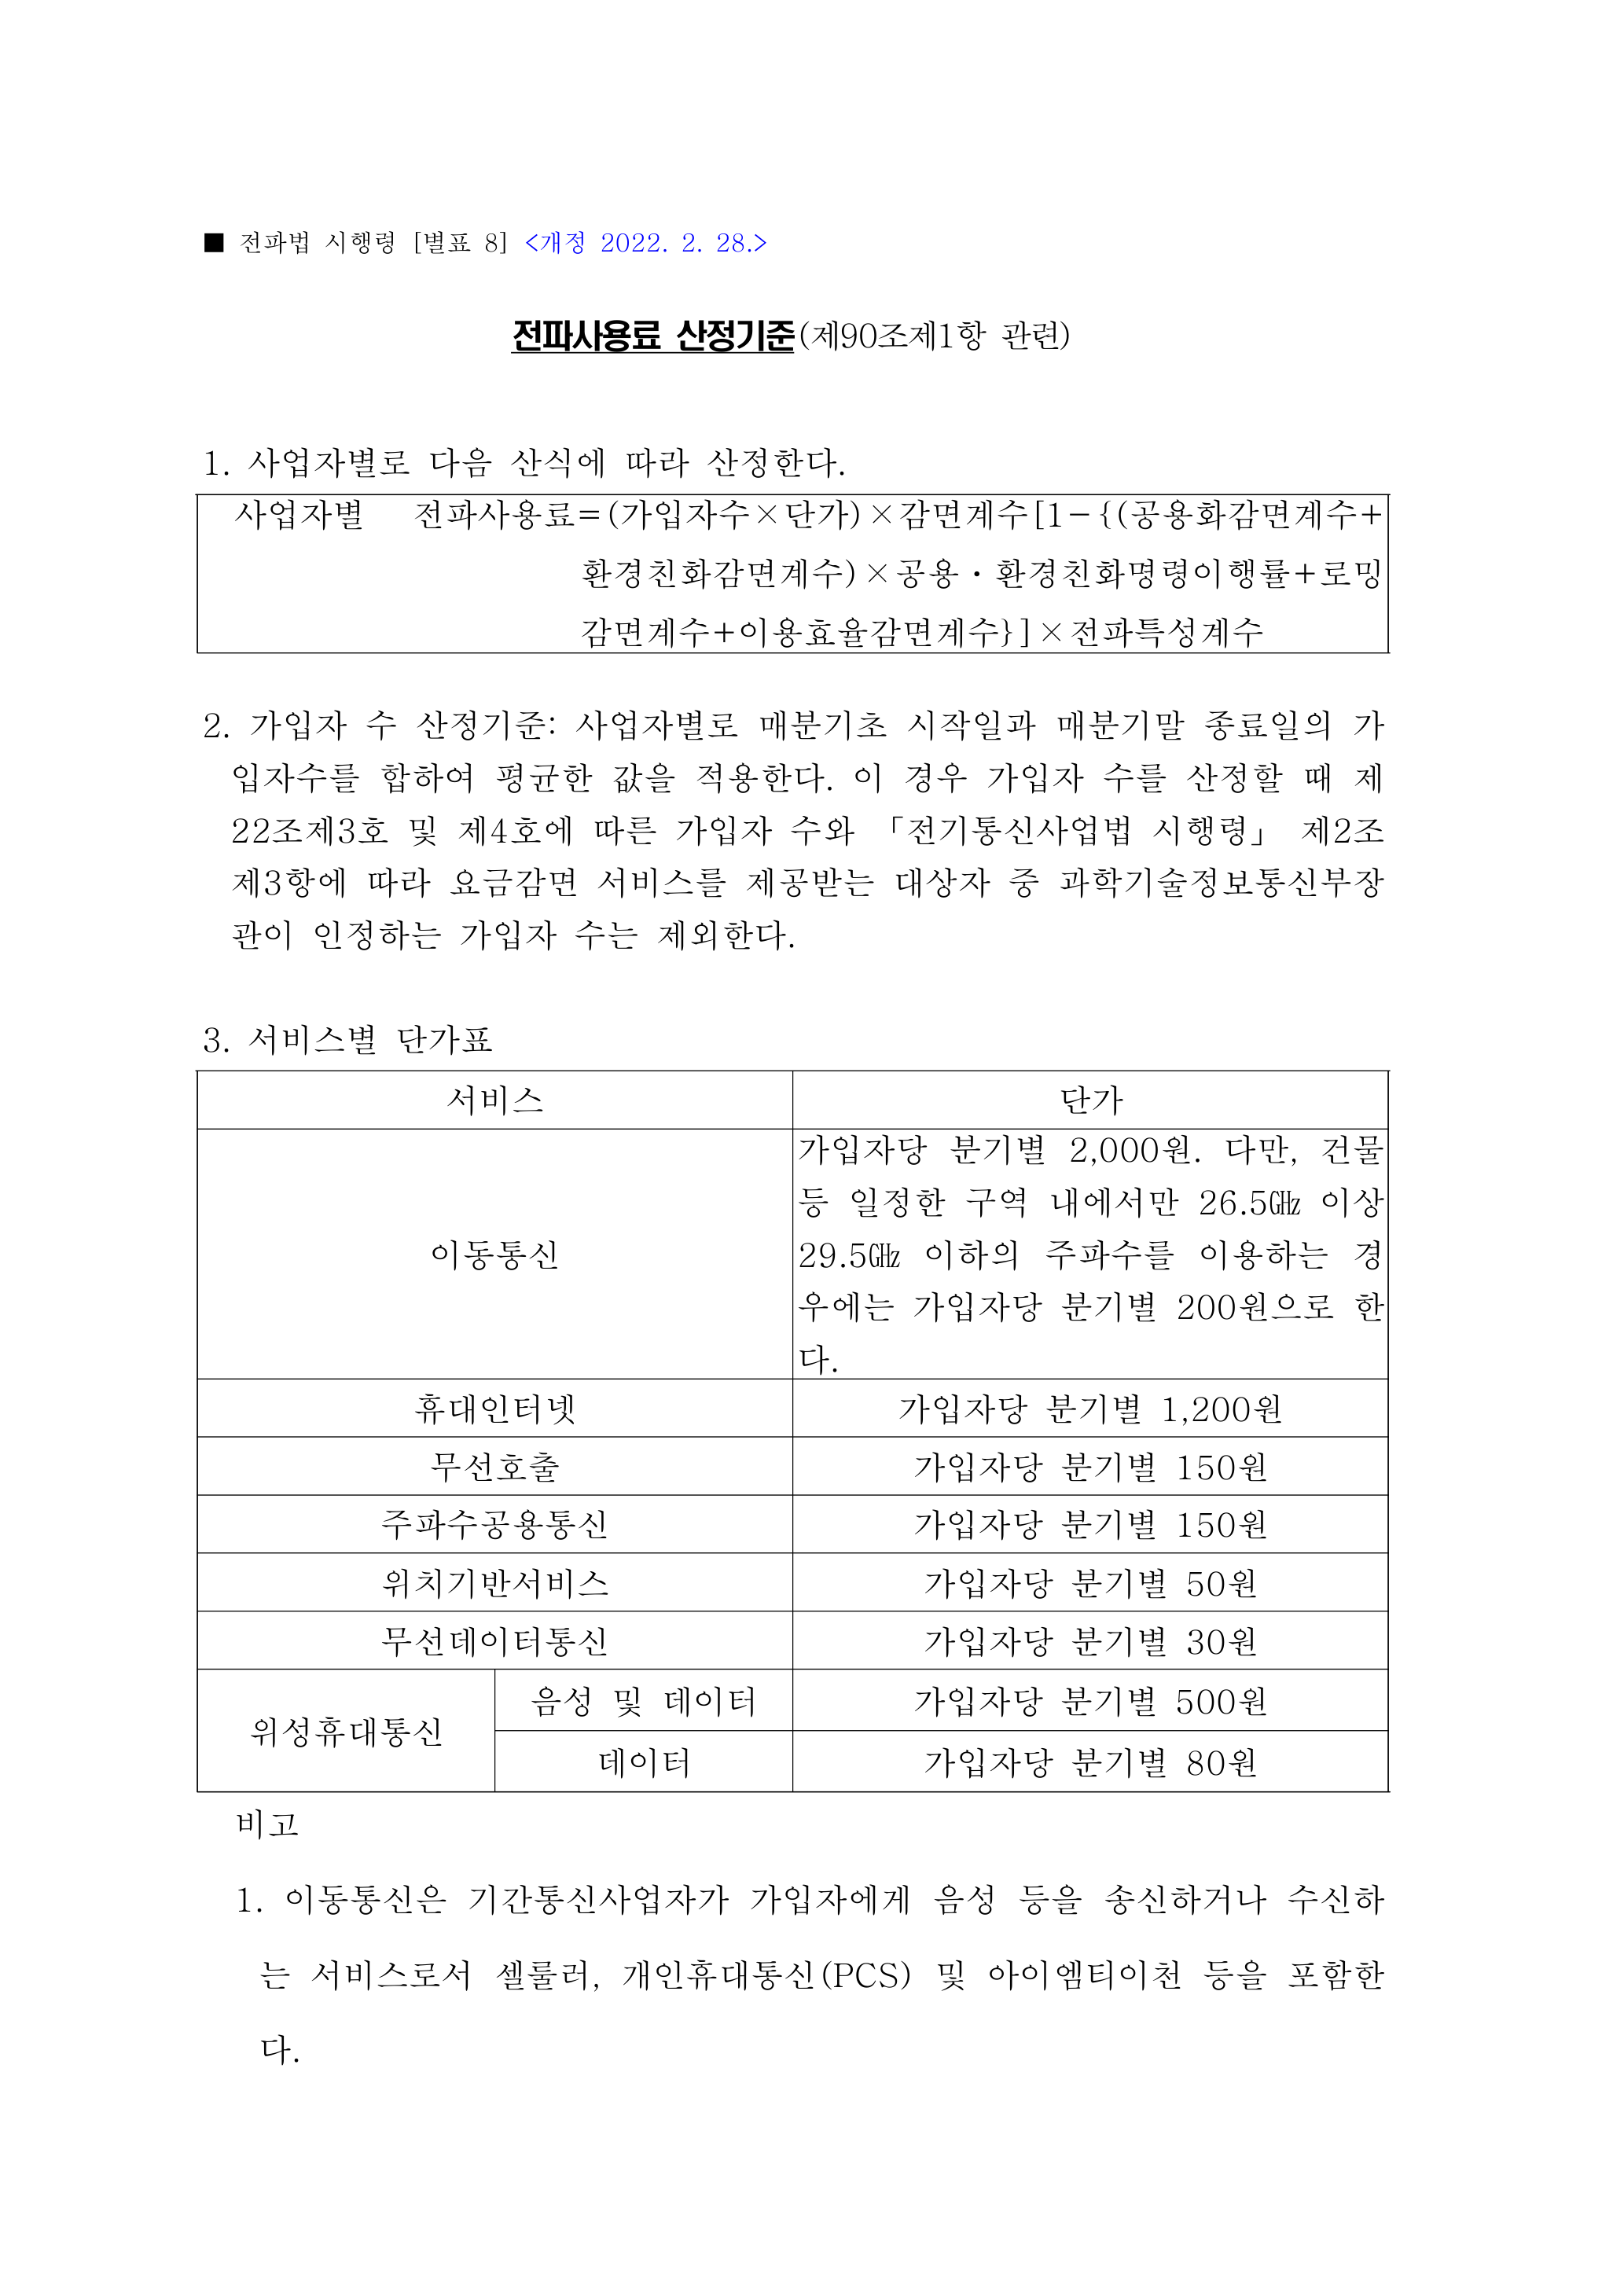 ■ 전파법 시행령 [별표 8] <개정 2022. 2. 28.>
전파사용료 산정기준(제90조제1항 관련)
1. 사업자별로 다음 산식에 따라 산정한다.
사업자별 전파사용료=(가입자수×단가)×감면계수[1-{(공용화감면계수+
환경친화감면계수)×공용·환경친화명령이행률+로밍
감면계수+이용효율감면계수}]×전파특성계수
2. 가입자 수 산정기준: 사업자별로 매분기초 시작일과 매분기말 종료일의 가
입자수를 합하여 평균한 값을 적용한다. 이 경우 가입자 수를 산정할 때 제
22조제3호 및 제4호에 따른 가입자 수와 「전기통신사업법 시행령」 제2조
제3항에 따라 요금감면 서비스를 제공받는 대상자 중 과학기술정보통신부장
관이 인정하는 가입자 수는 제외한다.
3. 서비스별 단가표
서비스 단가
이동통신
가입자당 분기별 2,000원. 다만, 건물
등 일정한 구역 내에서만 26.5㎓ 이상
29.5㎓ 이하의 주파수를 이용하는 경
우에는 가입자당 분기별 200원으로 한
다.
휴대인터넷 가입자당 분기별 1,200원
무선호출 가입자당 분기별 150원
주파수공용통신 가입자당 분기별 150원
위치기반서비스 가입자당 분기별 50원
무선데이터통신 가입자당 분기별 30원
위성휴대통신
음성 및 데이터 가입자당 분기별 500원
데이터 가입자당 분기별 80원
비고
1. 이동통신은 기간통신사업자가 가입자에게 음성 등을 송신하거나 수신하
는 서비스로서 셀룰러, 개인휴대통신(PCS) 및 아이엠티이천 등을 포함한
다.